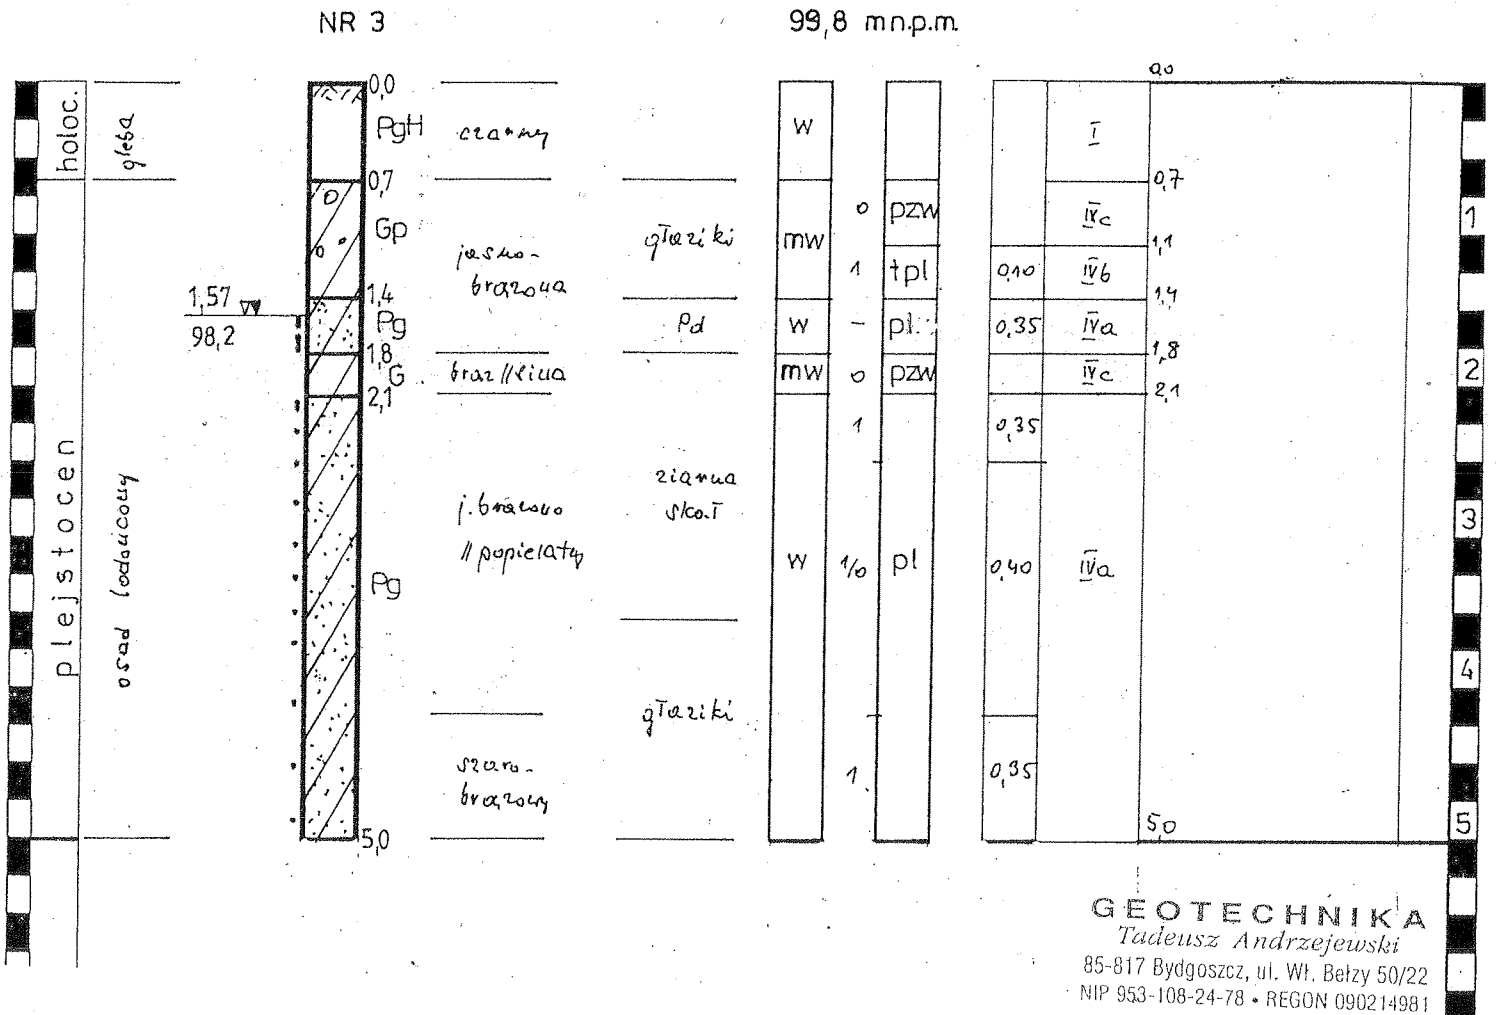 NR 3
99,8 m n.p.m.
holoc.
gleba
0,0
PgH
czarny
w
0,0
I
0,7
0,7
Gp
jasno-
brązowa
głaziki
mw
0
pzw
IVc
1
1,1
1
tpl
0,10
IVb
1,4
1,4
1,57
98,2
Pg
Pd
w
–
pl.
0,35
IVa
1,8
1,8
G
brąz // sina
mw
0
pzw
IVc
2
2,1
2,1
plejstocen
osad lodowcowy
Pg
j. brązowo
// popielaty
ziarna
skał
głaziki
szaro-
brązowy
w
1
1/0
1
pl
0,35
0,40
0,35
IVa
3
4
5,0
5,0
5
GEOTECHNIKA
Tadeusz Andrzejewski
85-817 Bydgoszcz, ul. Wł. Bełzy 50/22
NIP 953-108-24-78 • REGON 090214981